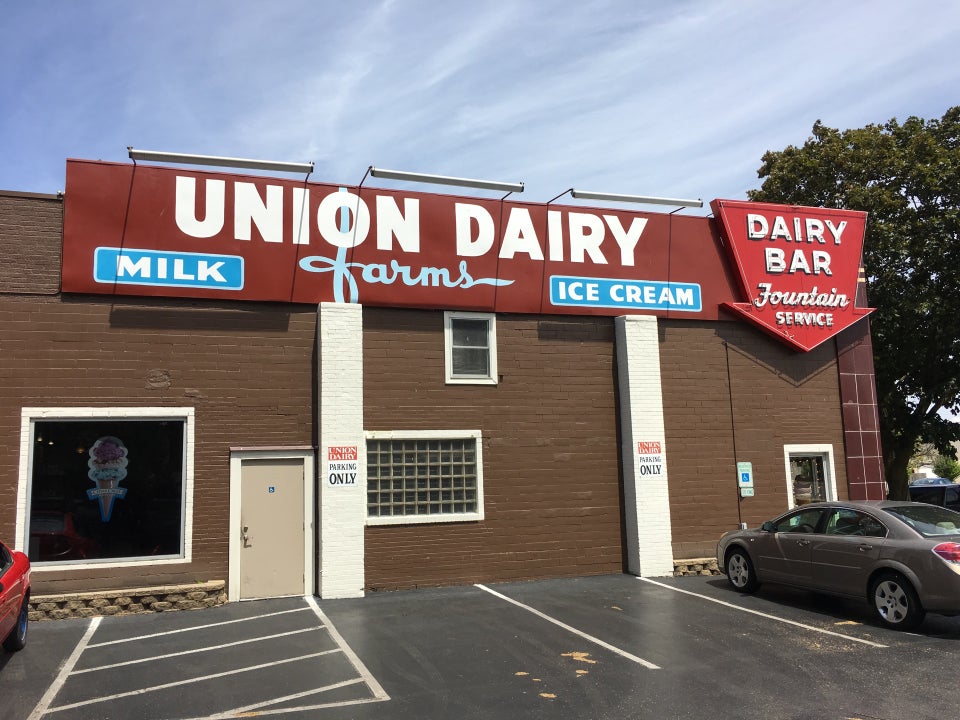 UNION DAIRY
farms
MILK
ICE CREAM
DAIRY
BAR
Fountain
SERVICE
UNION
DAIRY
PARKING
ONLY
UNION
DAIRY
PARKING
ONLY